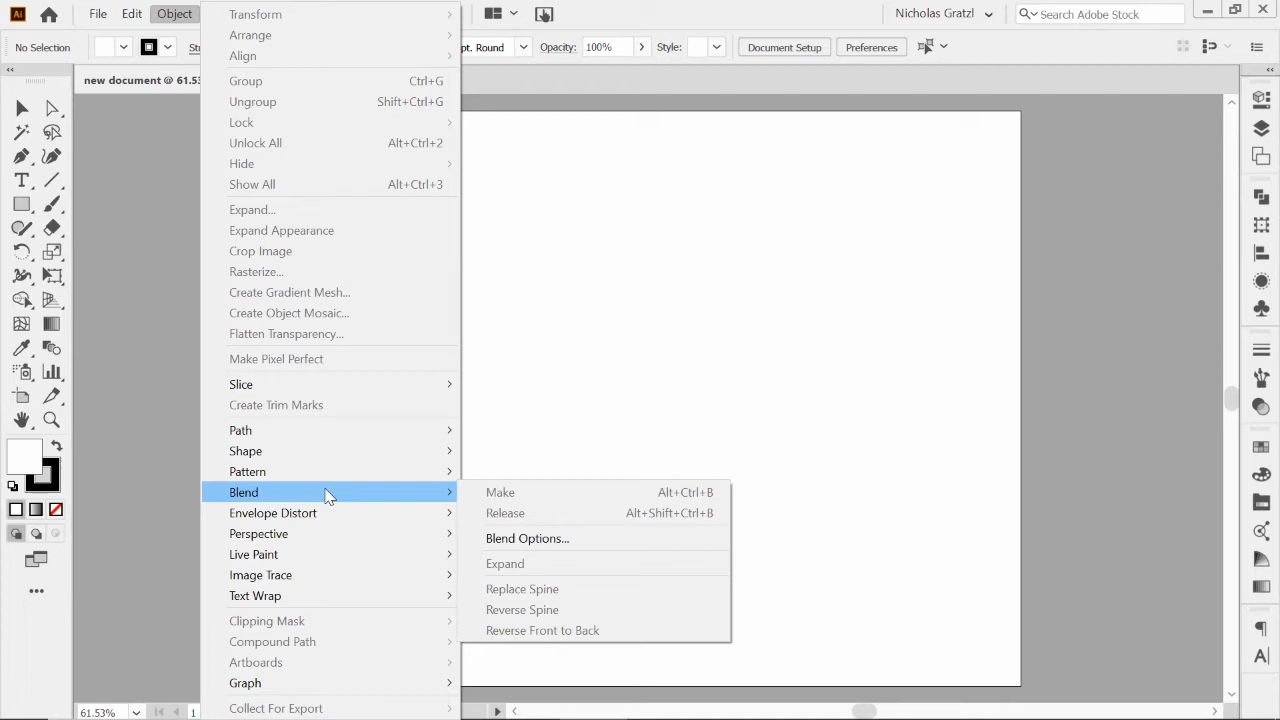 Ai
File
Edit
Object
Nicholas Gratzl
Search Adobe Stock
No Selection
pt. Round
Opacity:
100%
Style:
Document Setup
Preferences
new document @ 61.53
Transform
Arrange
Align
Group Ctrl+G
Ungroup Shift+Ctrl+G
Lock
Unlock All Alt+Ctrl+2
Hide
Show All Alt+Ctrl+3
Expand...
Expand Appearance
Crop Image
Rasterize...
Create Gradient Mesh...
Create Object Mosaic...
Flatten Transparency...
Make Pixel Perfect
Slice
Create Trim Marks
Path
Shape
Pattern
Blend
Envelope Distort
Perspective
Live Paint
Image Trace
Text Wrap
Clipping Mask
Compound Path
Artboards
Graph
Collect For Export
Make Alt+Ctrl+B
Release Alt+Shift+Ctrl+B
Blend Options...
Expand
Replace Spine
Reverse Spine
Reverse Front to Back
61.53%
1